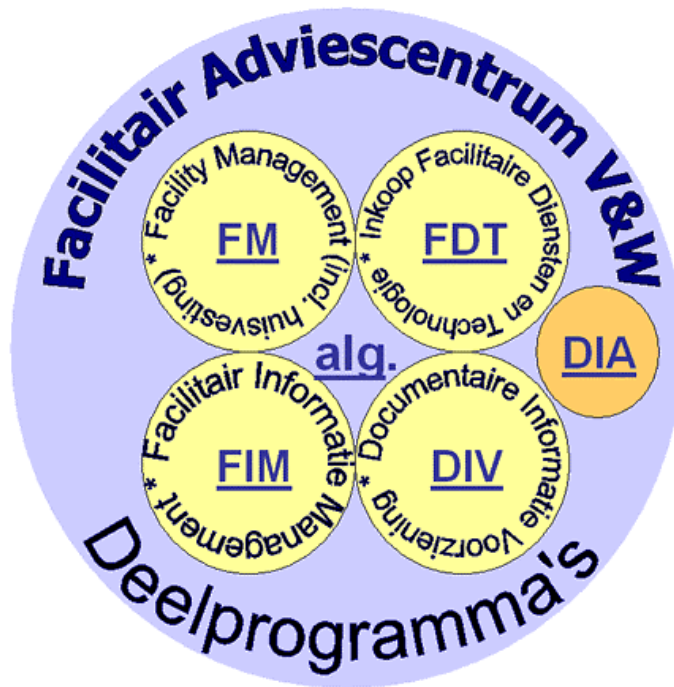 Facilitair Adviescentrum V&W
* Facility Management (incl. huisvesting)
FM
* Inkoop Facilitaire Diensten en Technologie
FDT
DIA
alg.
* Facilitair Informatie Management
FIM
* Documentaire Informatie Voorziening
DIV
Deelprogramma's